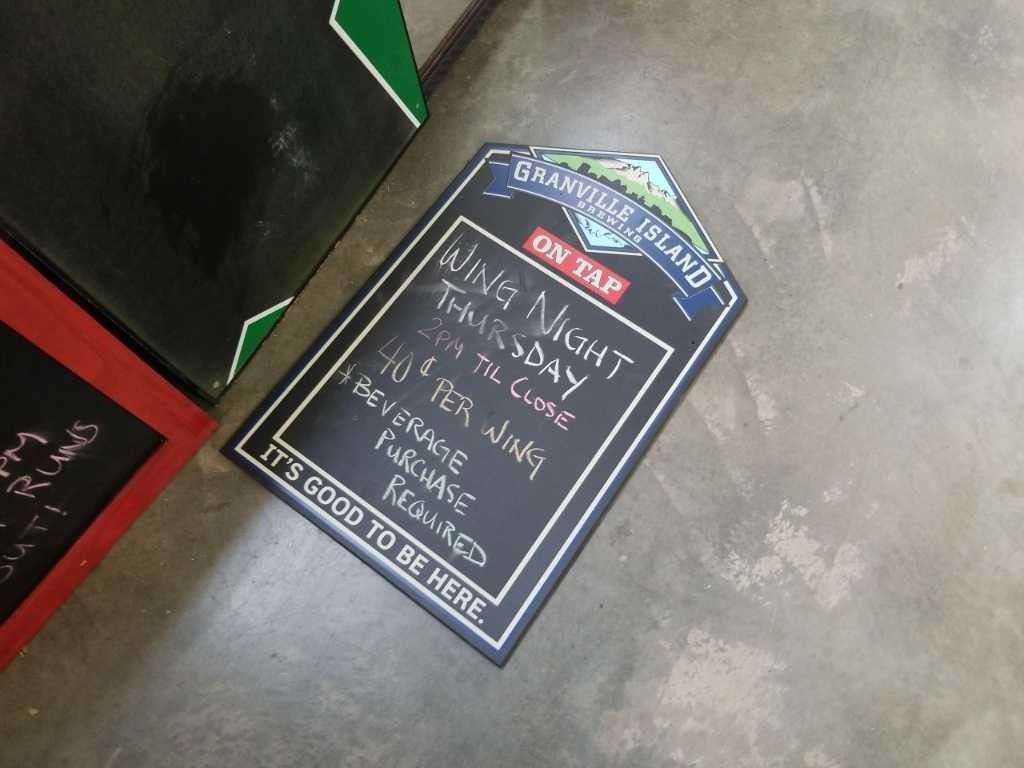 GRANVILLE ISLAND
BREWING
ON TAP
WING NIGHT
THURSDAY
2PM TIL CLOSE
40 ¢ PER WING
*BEVERAGE
PURCHASE
REQUIRED
IT'S GOOD TO BE HERE.
PM
RUNS
OUT!